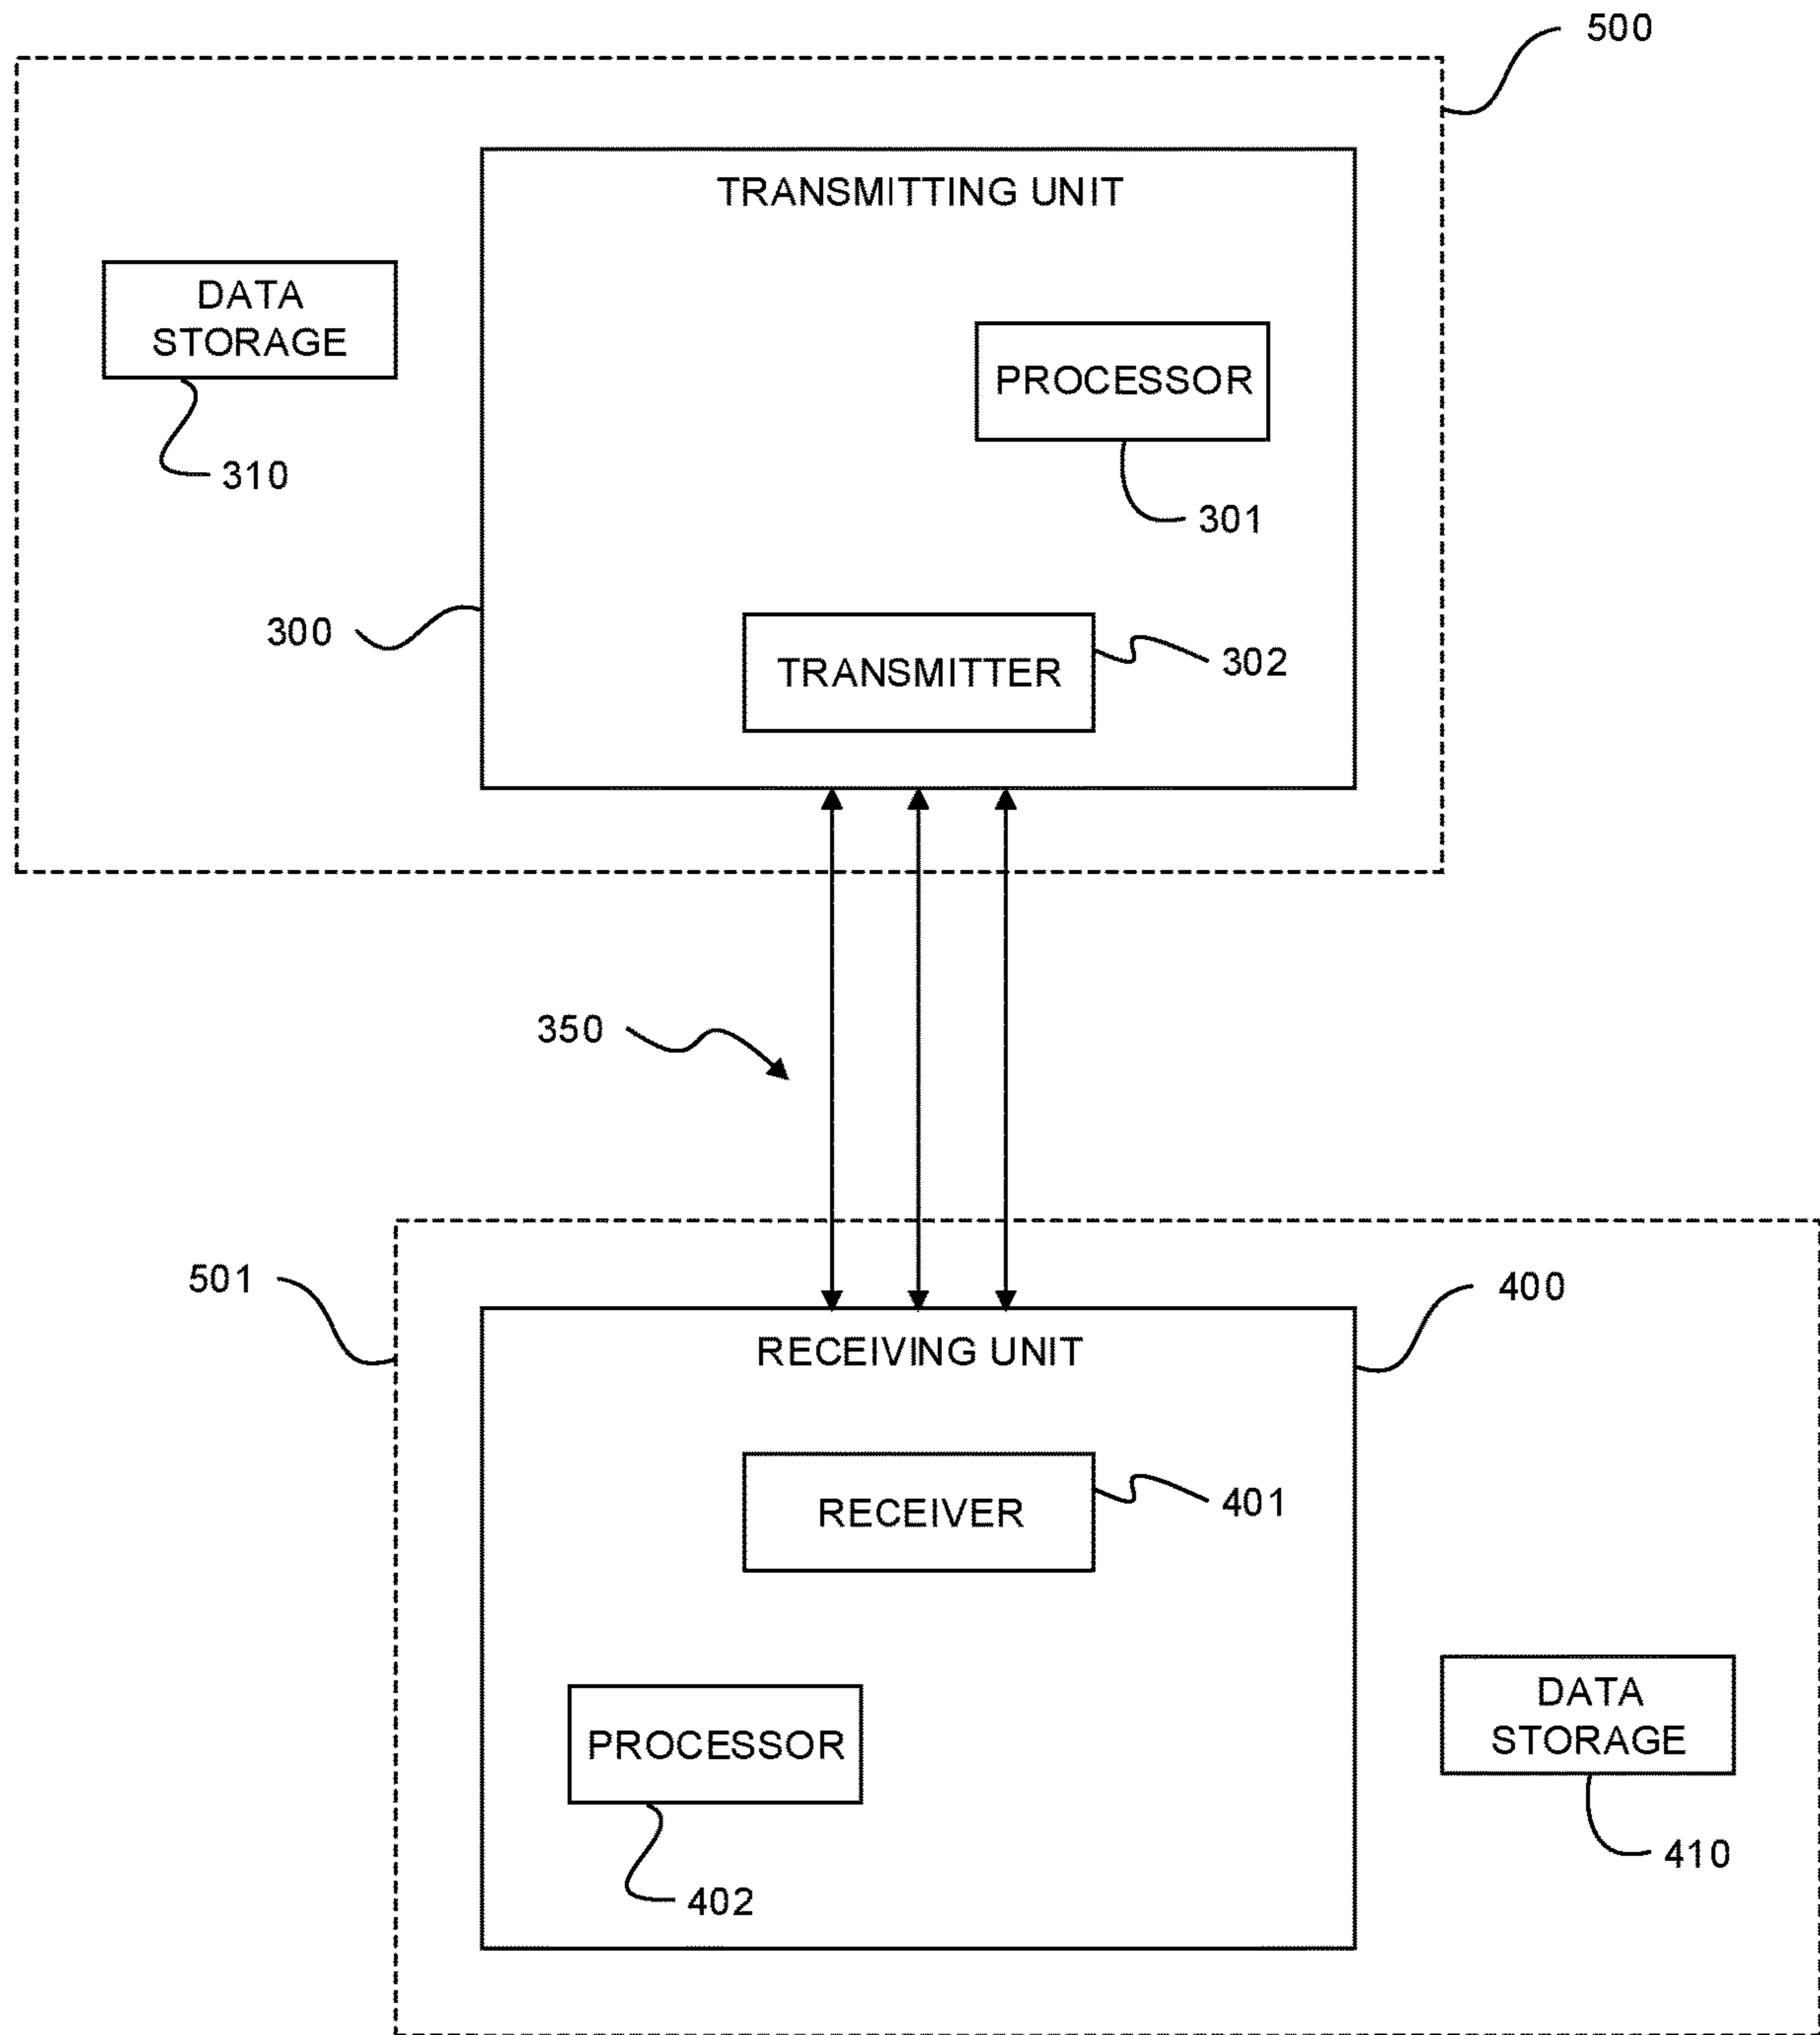 500
TRANSMITTING UNIT
DATA
STORAGE
PROCESSOR
310
301
300
TRANSMITTER
302
350
501
400
RECEIVING UNIT
RECEIVER
401
PROCESSOR
DATA
STORAGE
402
410